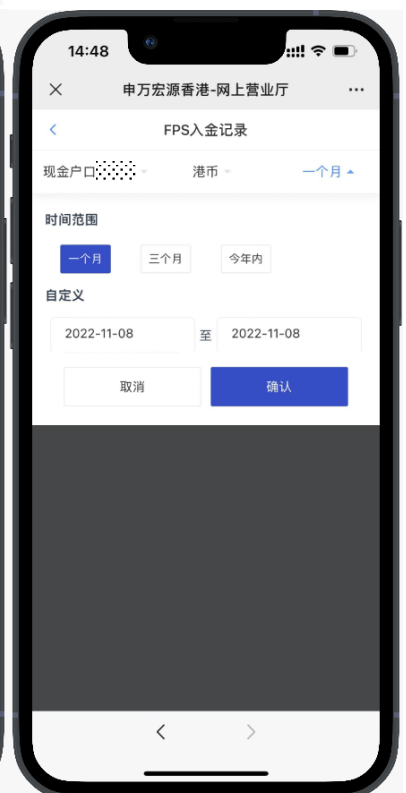 14:48
申万宏源香港-网上营业厅
FPS入金记录
现金户口 港币 一个月
时间范围
一个月 三个月 今年内
自定义
2022-11-08 至 2022-11-08
取消 确认